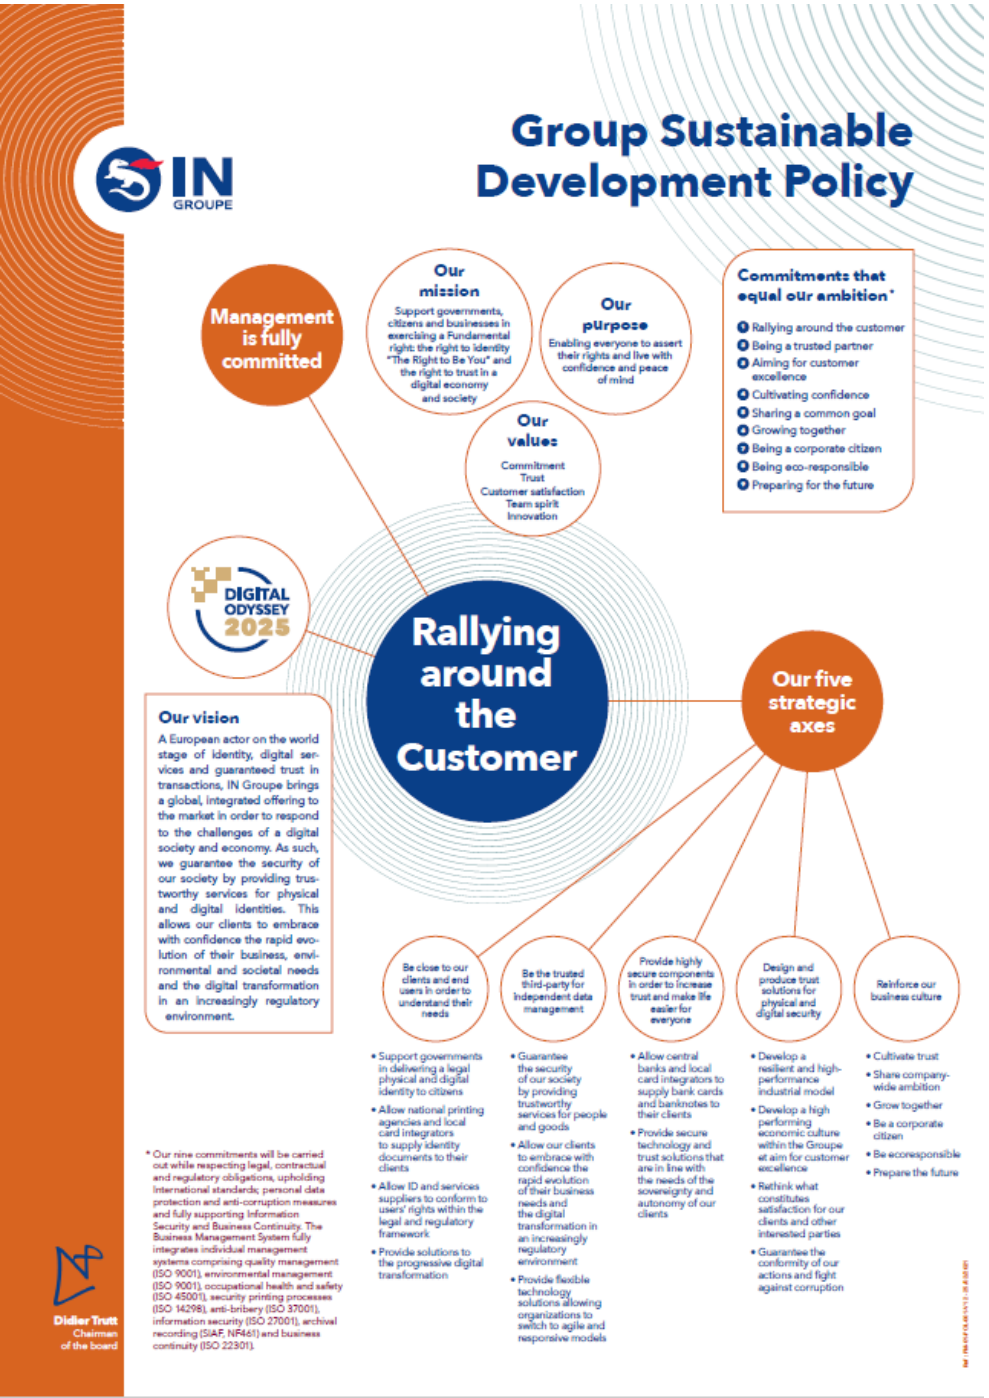 IN
GROUPE
Group Sustainable
Development Policy
Management
is fully
committed
Our
mission
Support governments,
citizens and businesses in
exercising a Fundamental
right: the right to identity
"The Right to Be You" and
the right to trust in a
digital economy
and society
Our
purpose
Enabling everyone to assert
their rights and live with
confidence and peace
of mind
Our
values
Commitment
Trust
Customer satisfaction
Team spirit
Innovation
Commitments that
equal our ambition*
1 Rallying around the customer
2 Being a trusted partner
3 Aiming for customer
excellence
4 Cultivating confidence
5 Sharing a common goal
6 Growing together
7 Being a corporate citizen
8 Being eco-responsible
9 Preparing for the future
DIGITAL
ODYSSEY
2025
Rallying
around
the
Customer
Our five
strategic
axes
Our vision
A European actor on the world
stage of identity, digital ser-
vices and guaranteed trust in
transactions, IN Groupe brings
a global, integrated offering to
the market in order to respond
to the challenges of a digital
society and economy. As such,
we guarantee the security of
our society by providing trus-
tworthy services for physical
and digital identities. This
allows our clients to embrace
with confidence the rapid evo-
lution of their business, envi-
ronmental and societal needs
and the digital transformation
in an increasingly regulatory
environment.
Be close to our
clients and end
users in order to
understand their
needs
• Support governments
in delivering a legal
physical and digital
identity to citizens
• Allow national printing
agencies and local
card integrators
to supply identity
documents to their
clients
• Allow ID and services
suppliers to conform to
users' rights within the
legal and regulatory
framework
• Provide solutions to
the progressive digital
transformation
Be the trusted
third-party for
independent data
management
• Guarantee
the security
of our society
by providing
trustworthy
services for people
and goods
• Allow our clients
to embrace with
confidence the
rapid evolution
of their business
needs and
the digital
transformation in
an increasingly
regulatory
environment
• Provide flexible
technology
solutions allowing
organizations to
switch to agile and
responsive models
Provide highly
secure components
in order to increase
trust and make life
easier for
everyone
• Allow central
banks and local
card integrators to
supply bank cards
and banknotes to
their clients
• Provide secure
technology and
trust solutions that
are in line with
the needs of the
sovereignty and
autonomy of our
clients
Design and
produce trust
solutions for
physical and
digital security
• Develop a
resilient and high-
performance
industrial model
• Develop a high
performing
economic culture
within the Groupe
et aim for customer
excellence
• Rethink what
constitutes
satisfaction for our
clients and other
interested parties
• Guarantee the
conformity of our
actions and fight
against corruption
Reinforce our
business culture
• Cultivate trust
• Share company-
wide ambition
• Grow together
• Be a corporate
citizen
• Be ecoresponsible
• Prepare the future
* Our nine commitments will be carried
out while respecting legal, contractual
and regulatory obligations, upholding
International standards; personal data
protection and anti-corruption measures
and fully supporting Information
Security and Business Continuity. The
Business Management System fully
integrates individual management
systems comprising quality management
(ISO 9001), environmental management
(ISO 9001), occupational health and safety
(ISO 45001), security printing processes
(ISO 14298), anti-bribery (ISO 37001),
information security (ISO 27001), archival
recording (SIAF, NF461) and business
continuity (ISO 22301).
Didier Trutt
Chairman
of the board